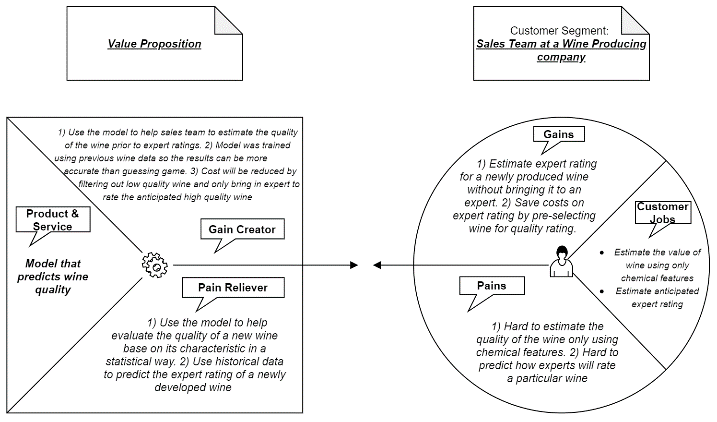 Value Proposition
Customer Segment:
Sales Team at a Wine Producing
company
1) Use the model to help sales team to estimate the quality
of the wine prior to expert ratings. 2) Model was trained
using previous wine data so the results can be more
accurate than guessing game. 3) Cost will be reduced by
filtering out low quality wine and only bring in expert to
rate the anticipated high quality wine
Product &
Service
Model that
predicts wine
quality
Gain Creator
Pain Reliever
1) Use the model to help
evaluate the quality of a new wine
base on its characteristic in a
statistical way. 2) Use historical data
to predict the expert rating of a newly
developed wine
Gains
1) Estimate expert rating
for a newly produced wine
without bringing it to an
expert. 2) Save costs on
expert rating by pre-selecting
wine for quality rating.
Customer
Jobs
• Estimate the value of
wine using only
chemical features
• Estimate anticipated
expert rating
Pains
1) Hard to estimate the
quality of the wine only using
chemical features. 2) Hard to
predict how experts will rate
a particular wine